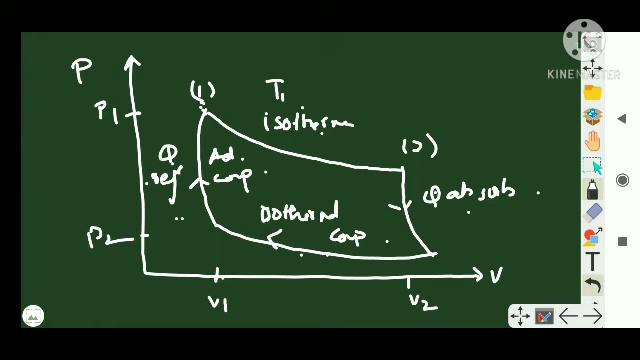 P
(1)
T1
isotherm
P1
(2)
Q
Ad.
rej
comp
Q absorb
isothermal
comp
P2
V
V1
V2
T
KINEMASTER